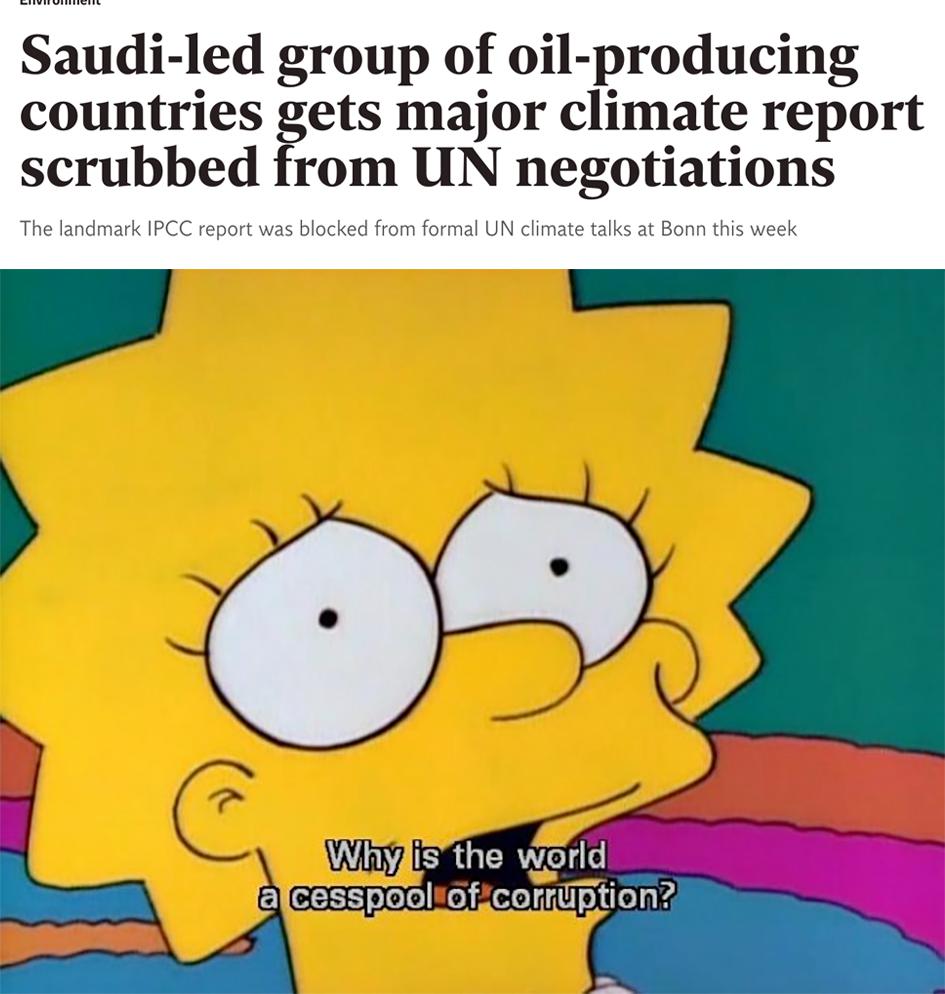 Environment
Saudi-led group of oil-producing
countries gets major climate report
scrubbed from UN negotiations
The landmark IPCC report was blocked from formal UN climate talks at Bonn this week
Why is the world
a cesspool of corruption?